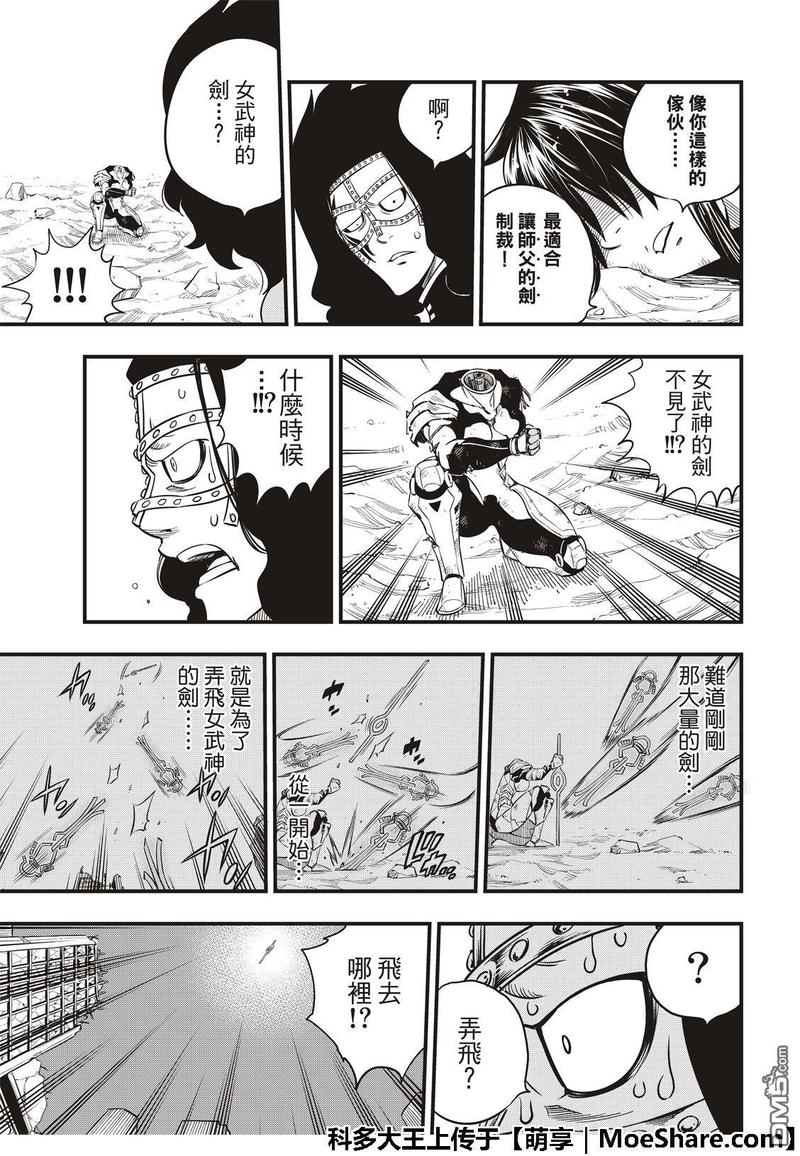 像你這樣的
傢伙……
最適合
讓師父的劍
制裁！
啊？
女武神的
劍…？
!!!
女武神的劍
不見了!!?
什麼時候
…!!?
難道剛剛
那大量的劍…
從一開始…
就是為了
弄飛女武神
的劍……
？
弄飛？
飛去
哪裡!?
科多大王上传于【萌享】| MoeShare.com